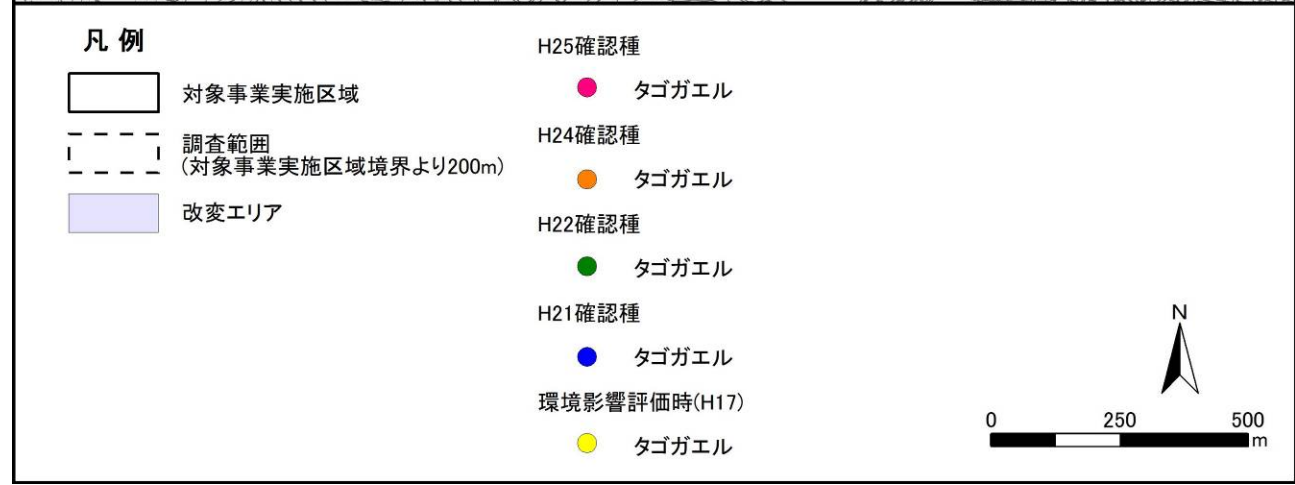 凡 例
対象事業実施区域
調査範囲
(対象事業実施区域境界より200m)
改変エリア
H25確認種
タゴガエル
H24確認種
タゴガエル
H22確認種
タゴガエル
H21確認種
タゴガエル
環境影響評価時(H17)
タゴガエル
N
0 250 500
m